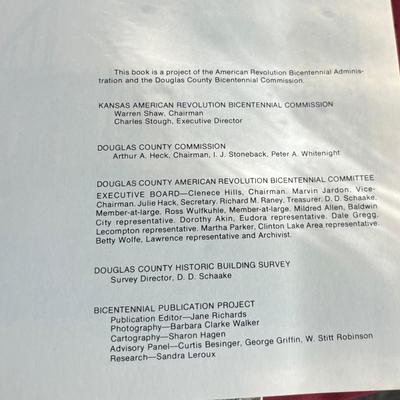 This book is a project of the American Revolution Bicentennial Adminis-
tration and the Douglas County Bicentennial Commission.
KANSAS AMERICAN REVOLUTION BICENTENNIAL COMMISSION
Warren Shaw, Chairman
Charles Stough, Executive Director
DOUGLAS COUNTY COMMISSION
Arthur A. Heck, Chairman, I. J. Stoneback, Peter A. Whitenight
DOUGLAS COUNTY AMERICAN REVOLUTION BICENTENNIAL COMMITTEE
EXECUTIVE BOARD—Clenece Hills, Chairman. Marvin Jardon, Vice-
Chairman. Julie Hack, Secretary. Richard M. Raney, Treasurer. D. D. Schaake,
Member-at-large. Ross Wulfkuhle, Member-at-large. Mildred Allen, Baldwin
City representative. Dorothy Akin, Eudora representative. Dale Gregg,
Lecompton representative. Martha Parker, Clinton Lake Area representative.
Betty Wolfe, Lawrence representative and Archivist.
DOUGLAS COUNTY HISTORIC BUILDING SURVEY
Survey Director, D. D. Schaake
BICENTENNIAL PUBLICATION PROJECT
Publication Editor—Jane Richards
Photography—Barbara Clarke Walker
Cartography—Sharon Hagen
Advisory Panel—Curtis Besinger, George Griffin, W. Stitt Robinson
Research—Sandra Leroux